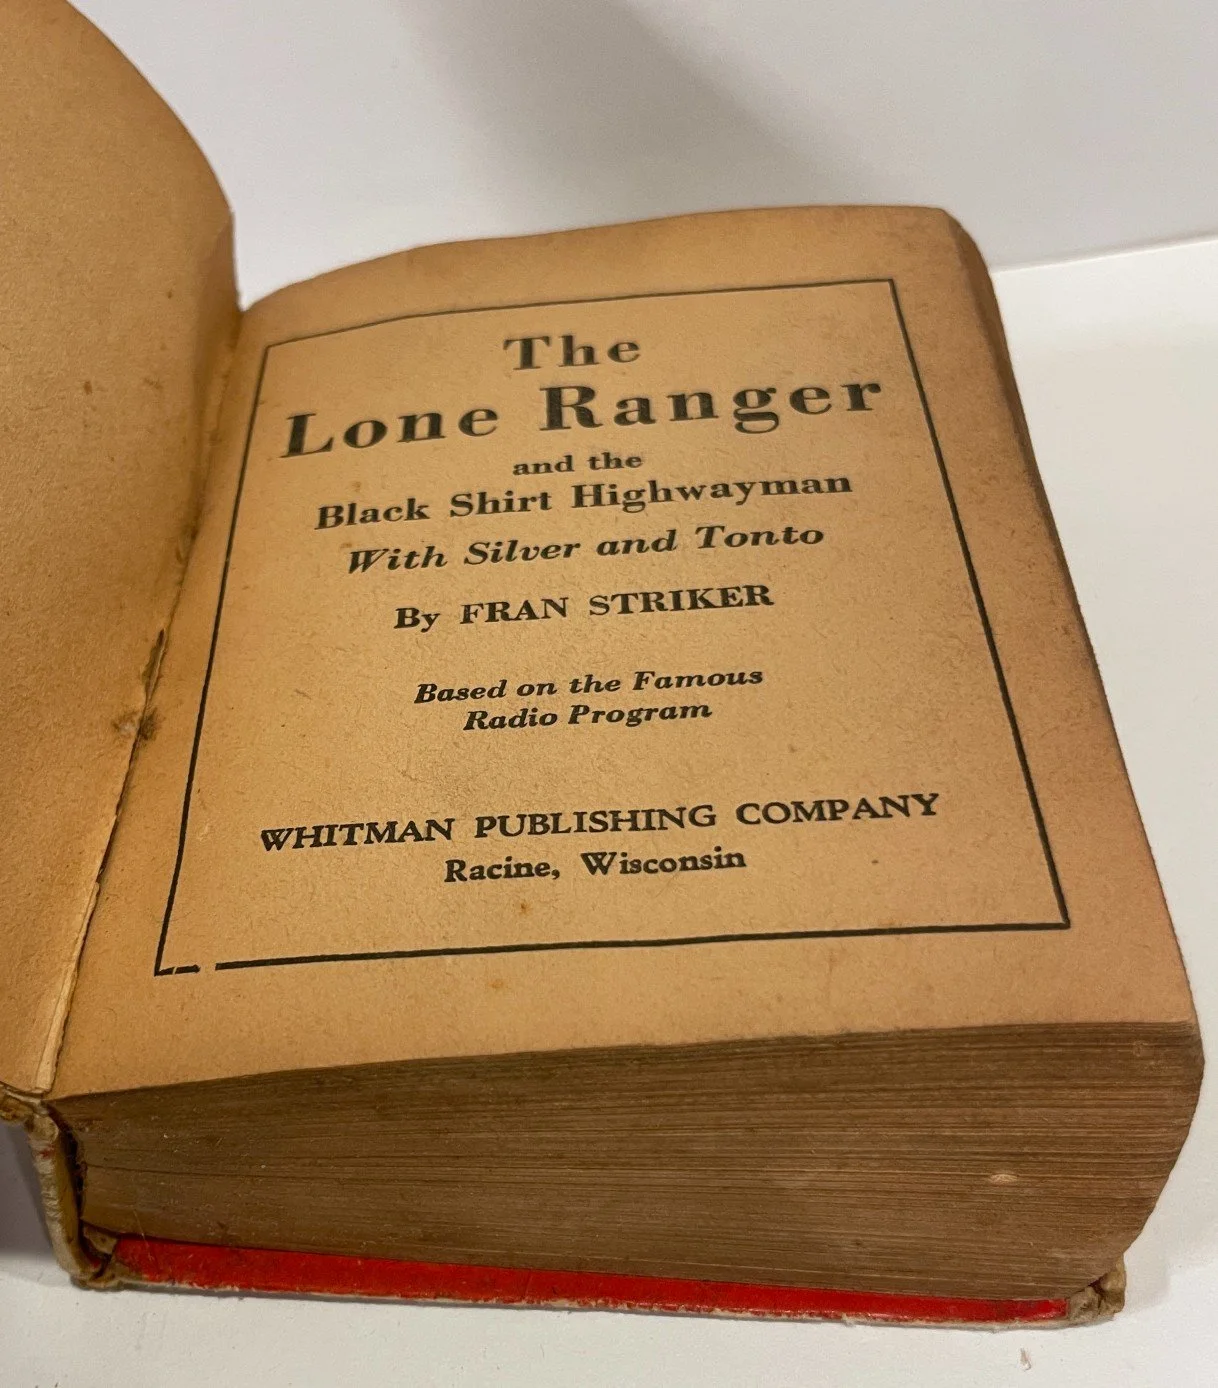 The
Lone Ranger
and the
Black Shirt Highwayman
With Silver and Tonto
By FRAN STRIKER
Based on the Famous
Radio Program
WHITMAN PUBLISHING COMPANY
Racine, Wisconsin